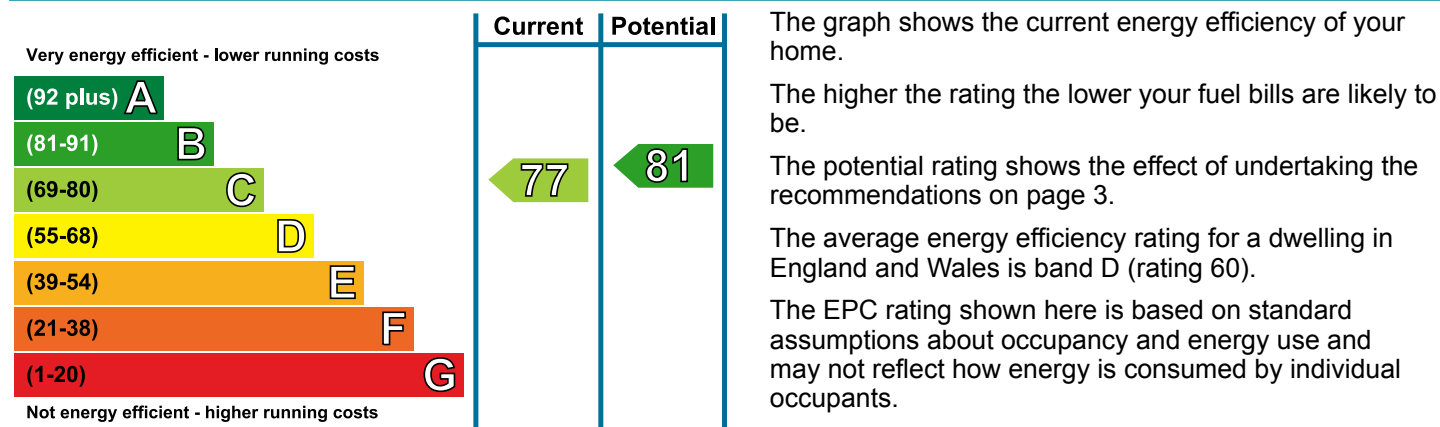 Current Potential
Very energy efficient - lower running costs
(92 plus) A
(81-91) B
(69-80) C
(55-68) D
(39-54) E
(21-38) F
(1-20) G
Not energy efficient - higher running costs
77
81
The graph shows the current energy efficiency of your
home.
The higher the rating the lower your fuel bills are likely to
be.
The potential rating shows the effect of undertaking the
recommendations on page 3.
The average energy efficiency rating for a dwelling in
England and Wales is band D (rating 60).
The EPC rating shown here is based on standard
assumptions about occupancy and energy use and
may not reflect how energy is consumed by individual
occupants.